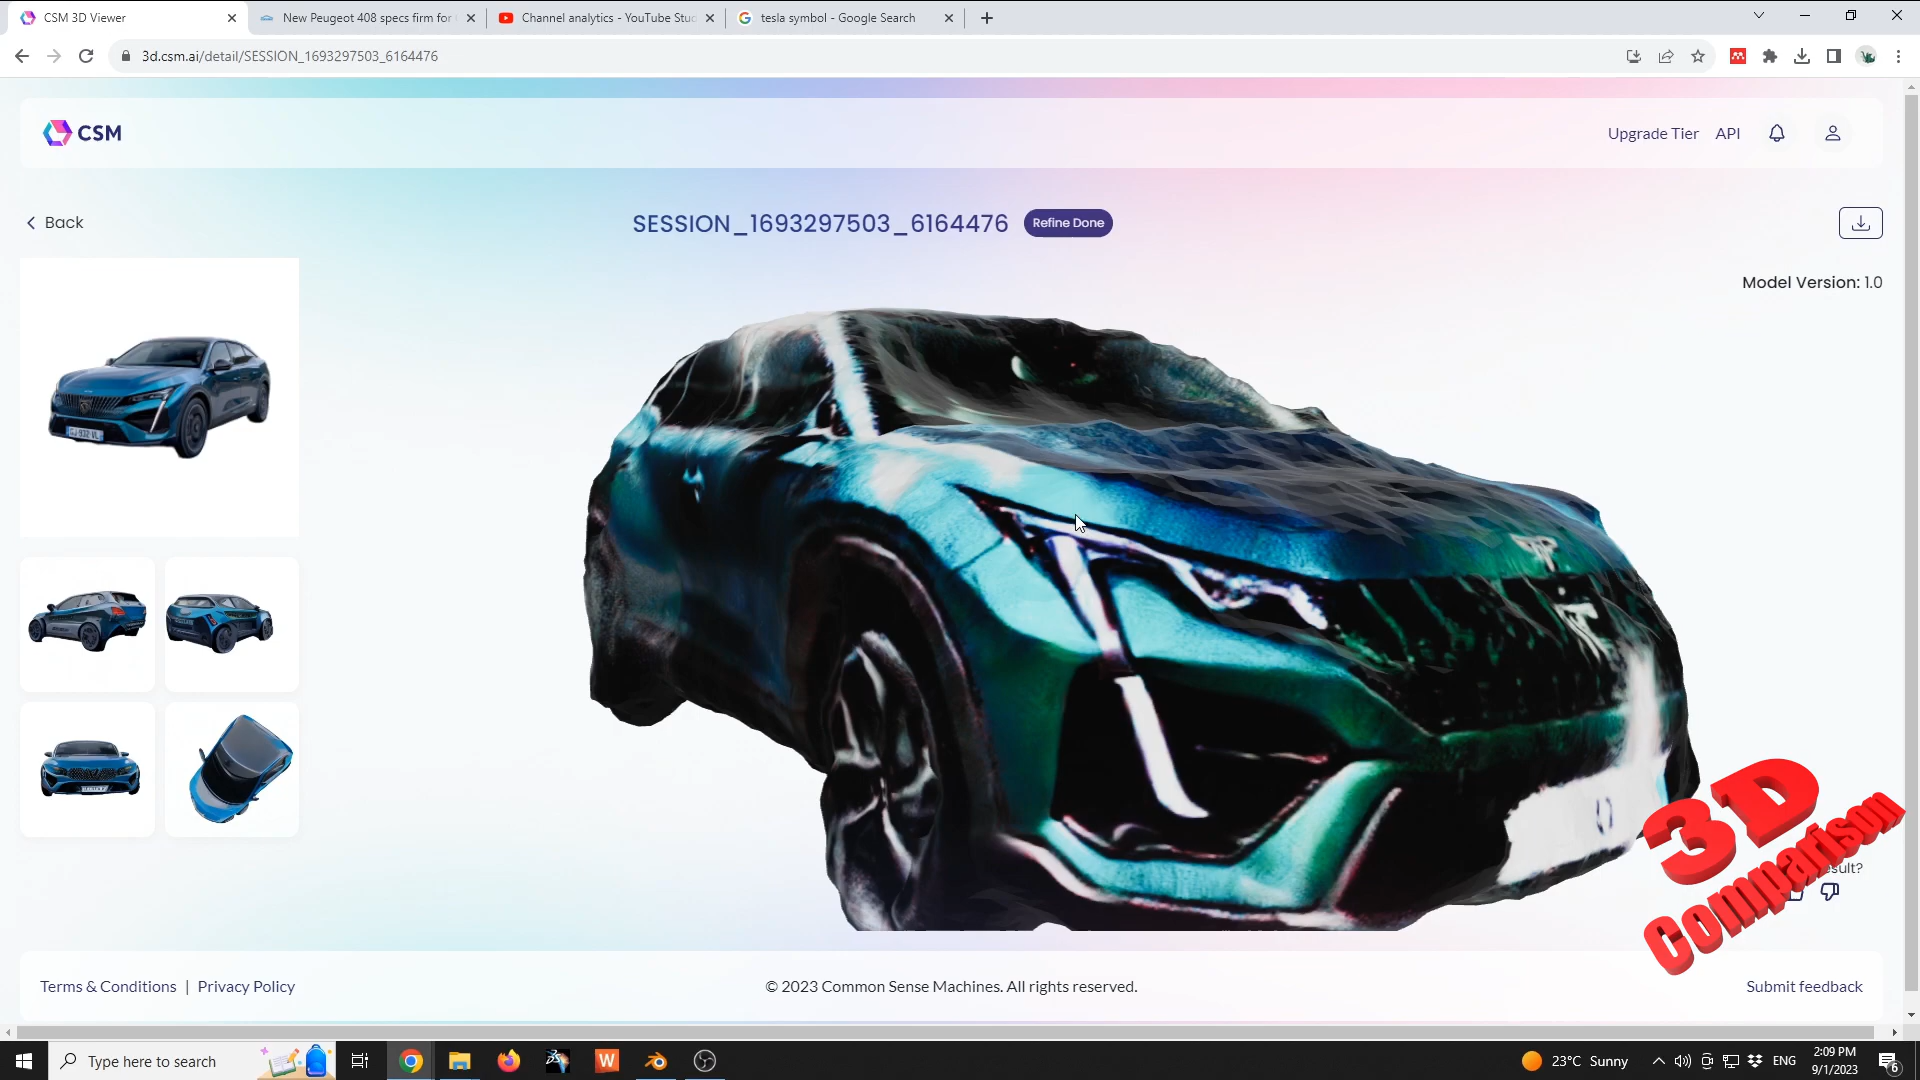 CSM 3D Viewer
New Peugeot 408 specs firm for
Channel analytics - YouTube Stu
tesla symbol - Google Search
3d.csm.ai/detail/SESSION_1693297503_6164476
CSM
Upgrade Tier
API
Back
SESSION_1693297503_6164476
Refine Done
Model Version: 1.0
3D
Comparison
sult?
Terms & Conditions | Privacy Policy
© 2023 Common Sense Machines. All rights reserved.
Submit feedback
Type here to search
W
23°C Sunny
ENG
2:09 PM
9/1/2023
6